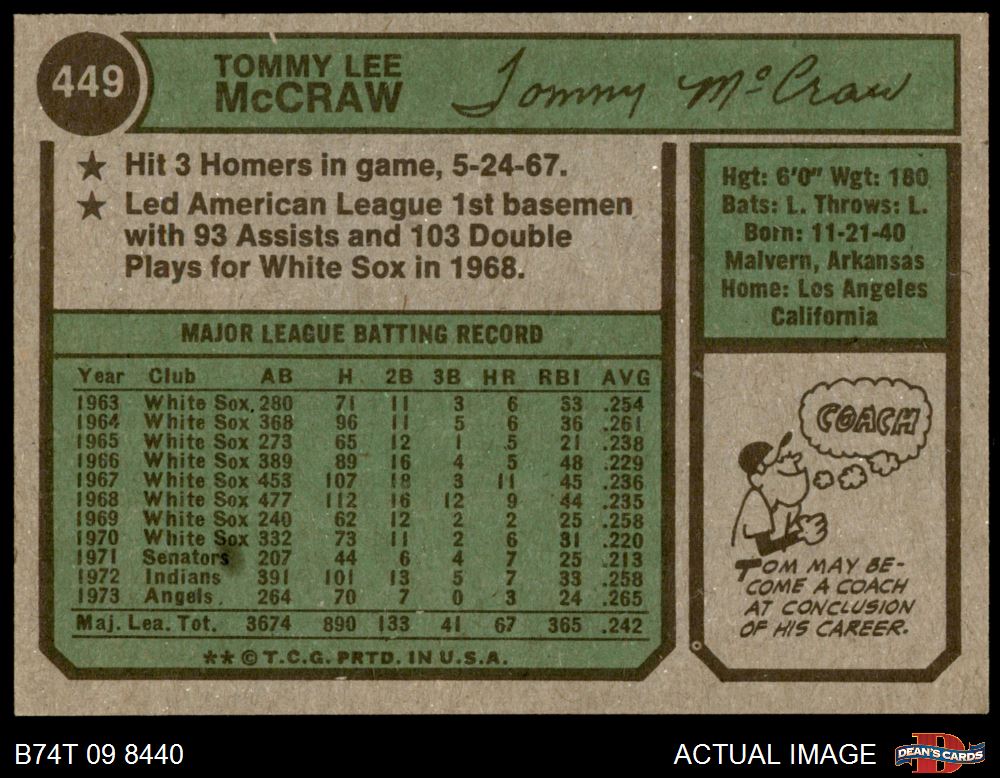 449
TOMMY LEE
McCRAW
Tommy McCraw
★ Hit 3 Homers in game, 5-24-67.
★ Led American League 1st basemen
with 93 Assists and 103 Double
Plays for White Sox in 1968.
Hgt: 6'0" Wgt: 180
Bats: L. Throws: L.
Born: 11-21-40
Malvern, Arkansas
Home: Los Angeles
California
MAJOR LEAGUE BATTING RECORD
Year Club AB H 2B 3B HR RBI AVG
1963 White Sox. 280 71 11 3 6 33 .254
1964 White Sox 368 96 11 5 6 36 .261
1965 White Sox 273 65 12 1 5 21 .238
1966 White Sox 389 89 16 4 5 48 .229
1967 White Sox 453 107 18 3 11 45 .236
1968 White Sox 477 112 16 12 9 44 .235
1969 White Sox 240 62 12 2 2 25 .258
1970 White Sox 332 73 11 2 6 31 .220
1971 Senators 207 44 6 4 7 25 .213
1972 Indians 391 101 13 5 7 33 .258
1973 Angels 264 70 7 0 3 24 .265
Maj. Lea. Tot. 3674 890 133 41 67 365 .242
** © T.C.G. PRTD. IN U.S.A.
COACH
TOM MAY BE-
COME A COACH
AT CONCLUSION
OF HIS CAREER.
B74T 09 8440
ACTUAL IMAGE
DEAN'S CARDS